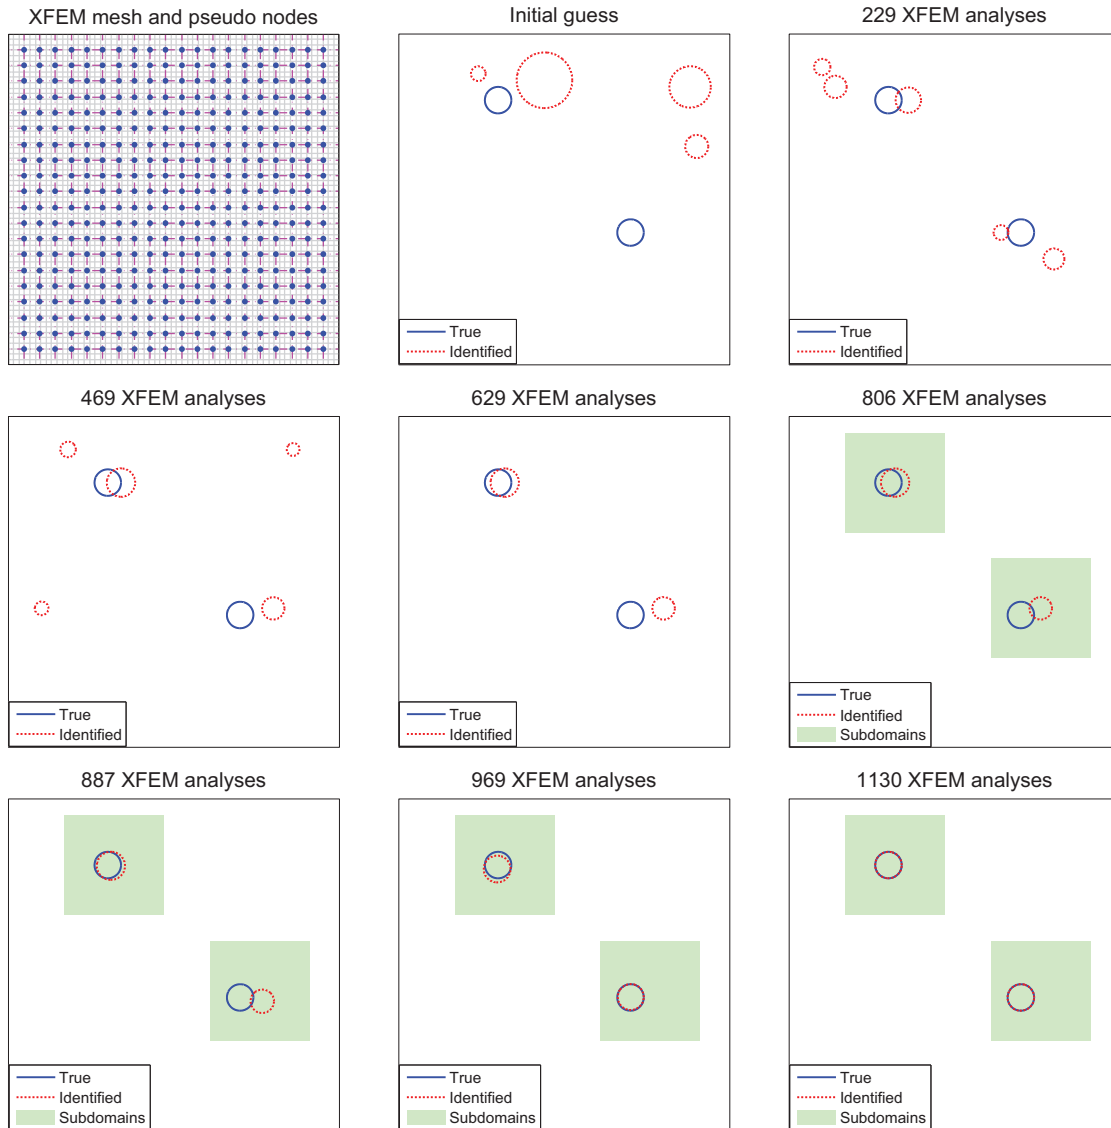 XFEM mesh and pseudo nodes
Initial guess
229 XFEM analyses
True
Identified
True
Identified
469 XFEM analyses
629 XFEM analyses
806 XFEM analyses
True
Identified
True
Identified
True
Identified
Subdomains
887 XFEM analyses
969 XFEM analyses
1130 XFEM analyses
True
Identified
Subdomains
True
Identified
Subdomains
True
Identified
Subdomains